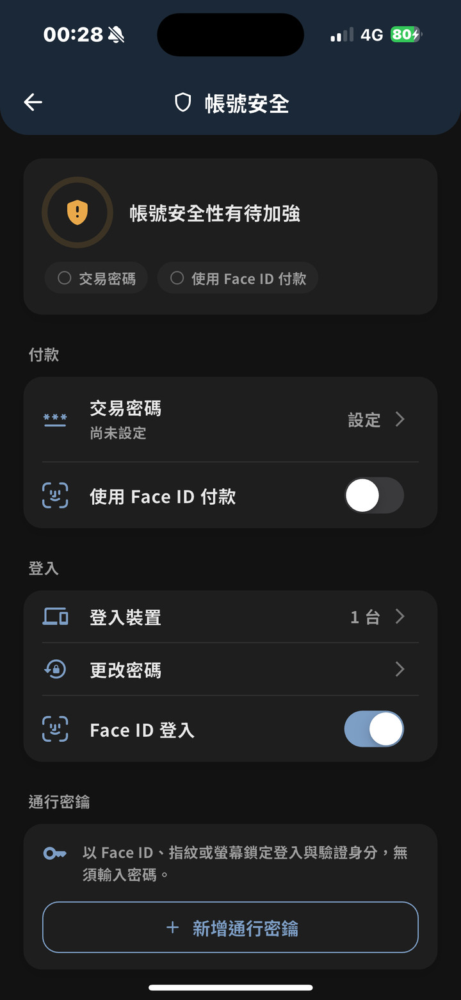 00:28
4G
80
帳號安全
帳號安全性有待加強
交易密碼
使用 Face ID 付款
付款
***
交易密碼
設定
尚未設定
使用 Face ID 付款
登入
登入裝置
1 台
更改密碼
Face ID 登入
通行密鑰
以 Face ID、指紋或螢幕鎖定登入與驗證身分，無
須輸入密碼。
+ 新增通行密鑰